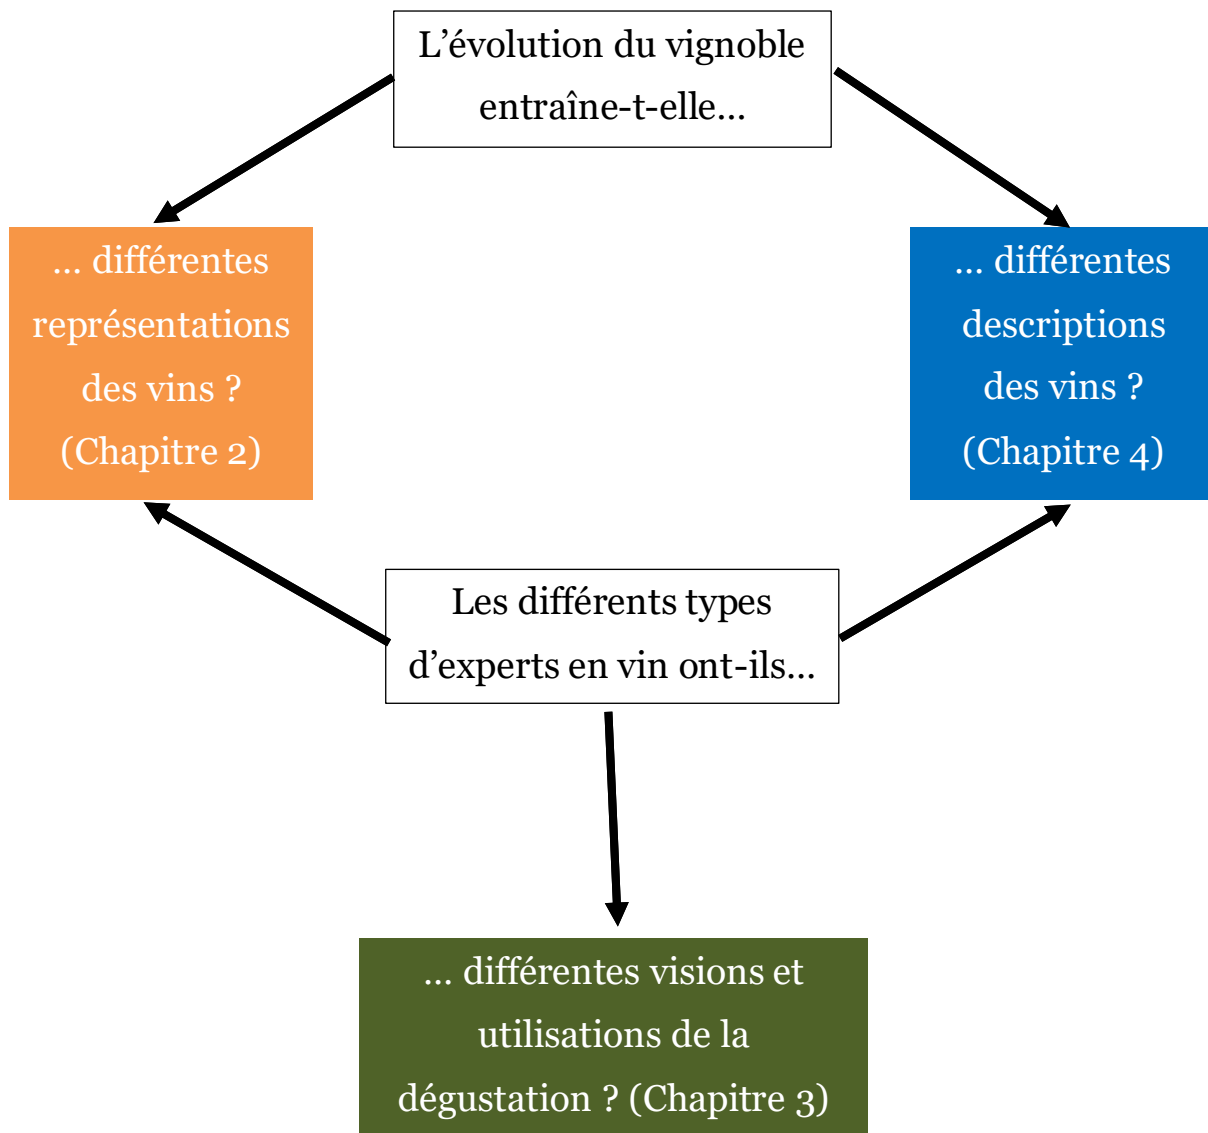 L’évolution du vignoble
entraîne-t-elle…
… différentes
représentations
des vins ?
(Chapitre 2)
… différentes
descriptions
des vins ?
(Chapitre 4)
Les différents types
d’experts en vin ont-ils…
… différentes visions et
utilisations de la
dégustation ? (Chapitre 3)